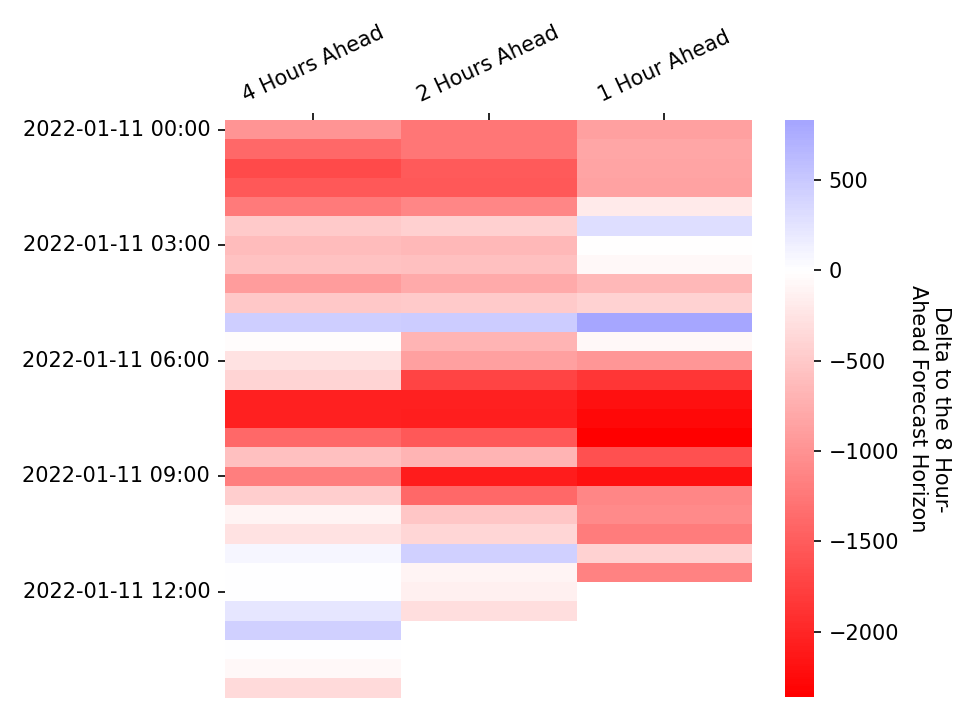 4 Hours Ahead
2 Hours Ahead
1 Hour Ahead
2022-01-11 00:00
2022-01-11 03:00
2022-01-11 06:00
2022-01-11 09:00
2022-01-11 12:00
500
0
−500
−1000
−1500
−2000
Delta to the 8 Hour-
Ahead Forecast Horizon